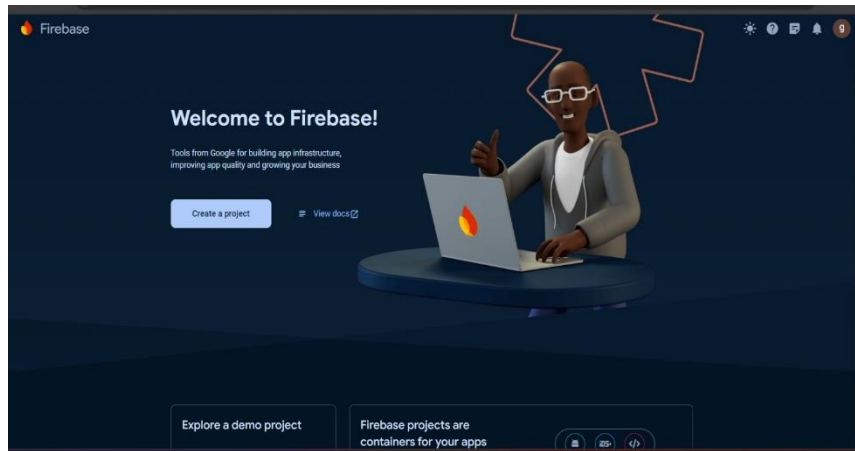 Firebase
g
Welcome to Firebase!
Tools from Google for building app infrastructure,
improving app quality and growing your business
Create a project
View docs
Explore a demo project
Firebase projects are
containers for your apps
iOS+